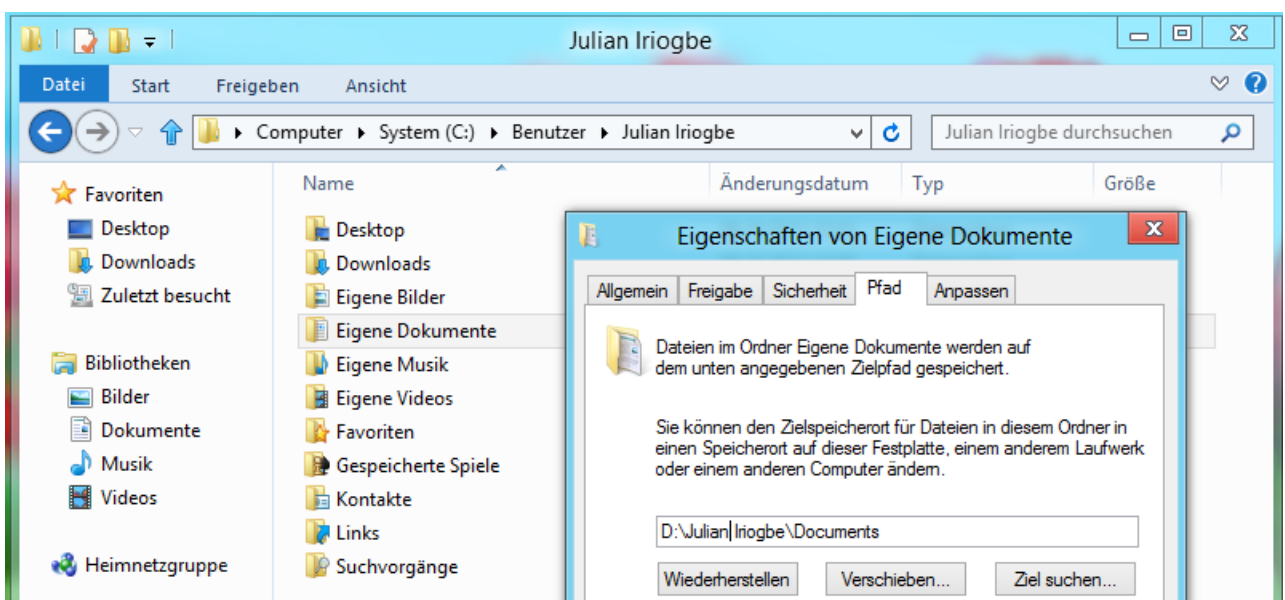 Julian Iriogbe
Datei Start Freigeben Ansicht
Computer System (C:) Benutzer Julian Iriogbe
Julian Iriogbe durchsuchen
Name Änderungsdatum Typ Größe
Favoriten
Desktop
Downloads
Zuletzt besucht
Bibliotheken
Bilder
Dokumente
Musik
Videos
Heimnetzgruppe
Desktop
Downloads
Eigene Bilder
Eigene Dokumente
Eigene Musik
Eigene Videos
Favoriten
Gespeicherte Spiele
Kontakte
Links
Suchvorgänge
Eigenschaften von Eigene Dokumente
Allgemein Freigabe Sicherheit Pfad Anpassen
Dateien im Ordner Eigene Dokumente werden auf
dem unten angegebenen Zielpfad gespeichert.
Sie können den Zielspeicherort für Dateien in diesem Ordner in
einen Speicherort auf dieser Festplatte, einem anderem Laufwerk
oder einem anderen Computer ändern.
D:\Julian Iriogbe\Documents
Wiederherstellen Verschieben... Ziel suchen...